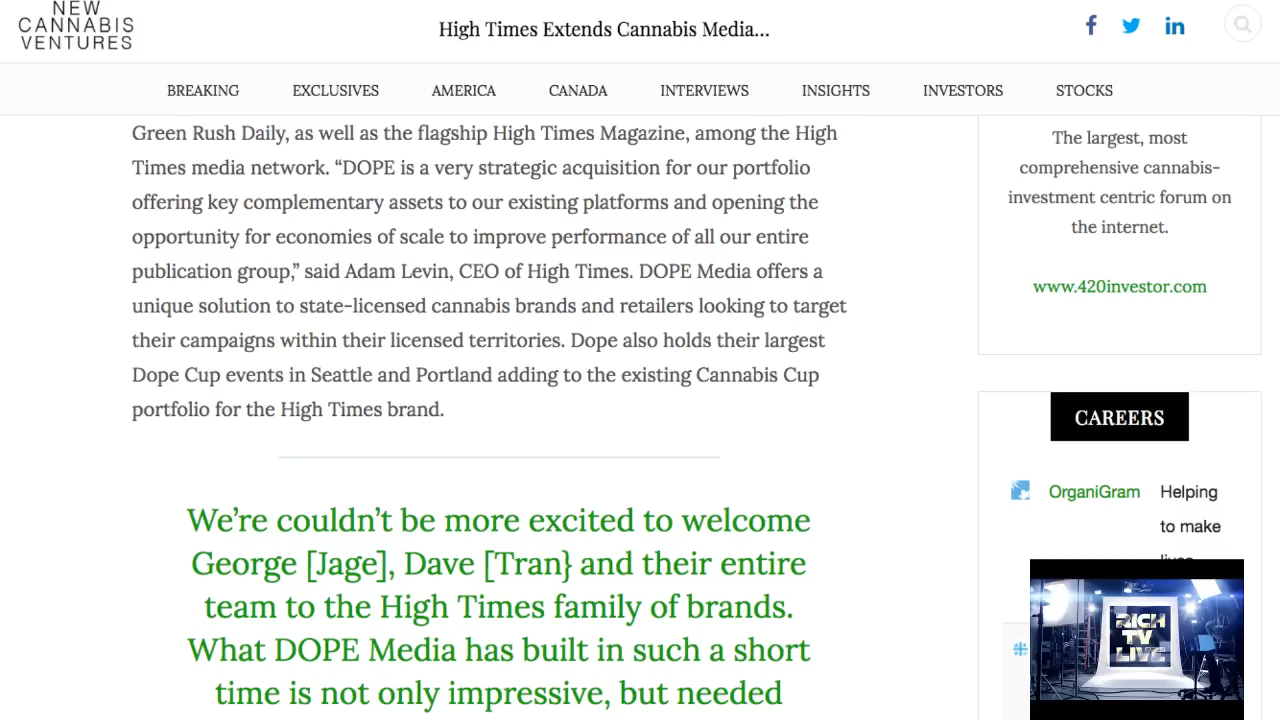 NEW
CANNABIS
VENTURES
High Times Extends Cannabis Media...
BREAKING
EXCLUSIVES
AMERICA
CANADA
INTERVIEWS
INSIGHTS
INVESTORS
STOCKS
Green Rush Daily, as well as the flagship High Times Magazine, among the High
Times media network. “DOPE is a very strategic acquisition for our portfolio
offering key complementary assets to our existing platforms and opening the
opportunity for economies of scale to improve performance of all our entire
publication group,” said Adam Levin, CEO of High Times. DOPE Media offers a
unique solution to state-licensed cannabis brands and retailers looking to target
their campaigns within their licensed territories. Dope also holds their largest
Dope Cup events in Seattle and Portland adding to the existing Cannabis Cup
portfolio for the High Times brand.
We’re couldn’t be more excited to welcome
George [Jage], Dave [Tran} and their entire
team to the High Times family of brands.
What DOPE Media has built in such a short
time is not only impressive, but needed
The largest, most
comprehensive cannabis-
investment centric forum on
the internet.
www.420investor.com
CAREERS
OrganiGram
Helping
to make
RICH
TV
LIVE